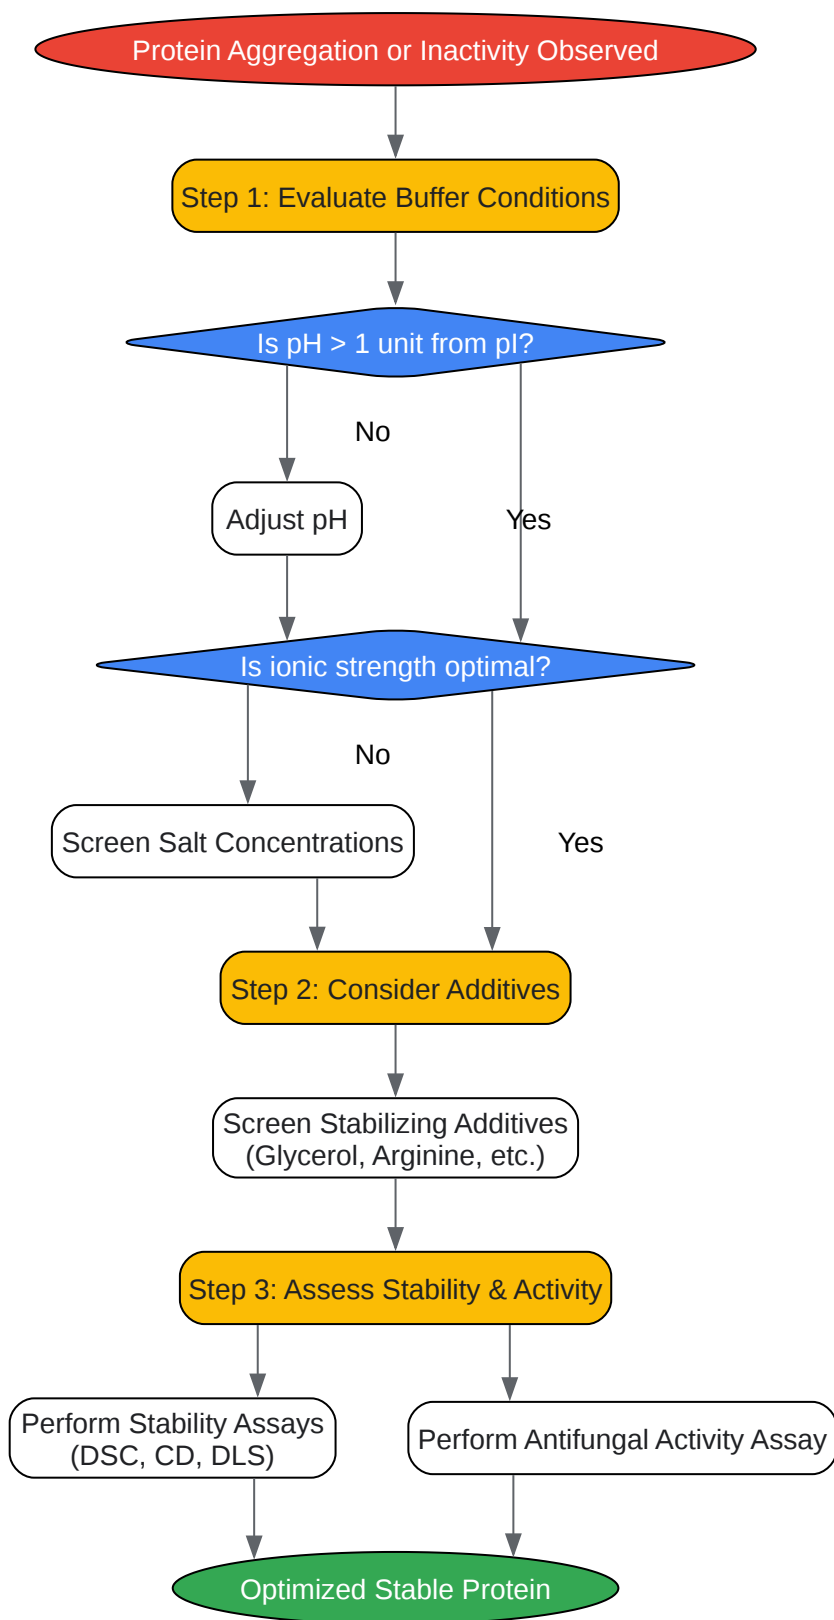 Protein Aggregation or Inactivity Observed
Step 1: Evaluate Buffer Conditions
Is pH > 1 unit from pI?
No
Adjust pH
Yes
Is ionic strength optimal?
No
Screen Salt Concentrations
Yes
Step 2: Consider Additives
Screen Stabilizing Additives
(Glycerol, Arginine, etc.)
Step 3: Assess Stability & Activity
Perform Stability Assays
(DSC, CD, DLS)
Perform Antifungal Activity Assay
Optimized Stable Protein